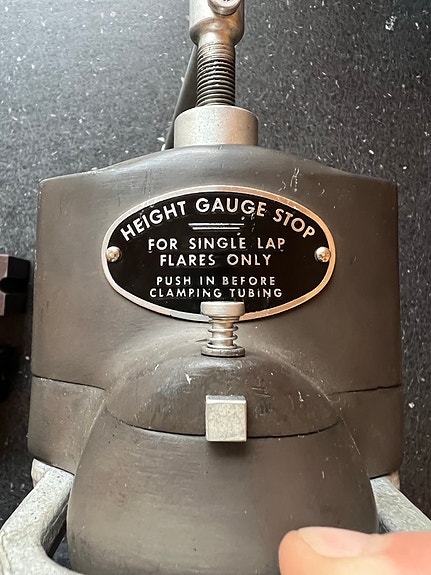 HEIGHT GAUGE STOP
FOR SINGLE LAP
FLARES ONLY
PUSH IN BEFORE
CLAMPING TUBING